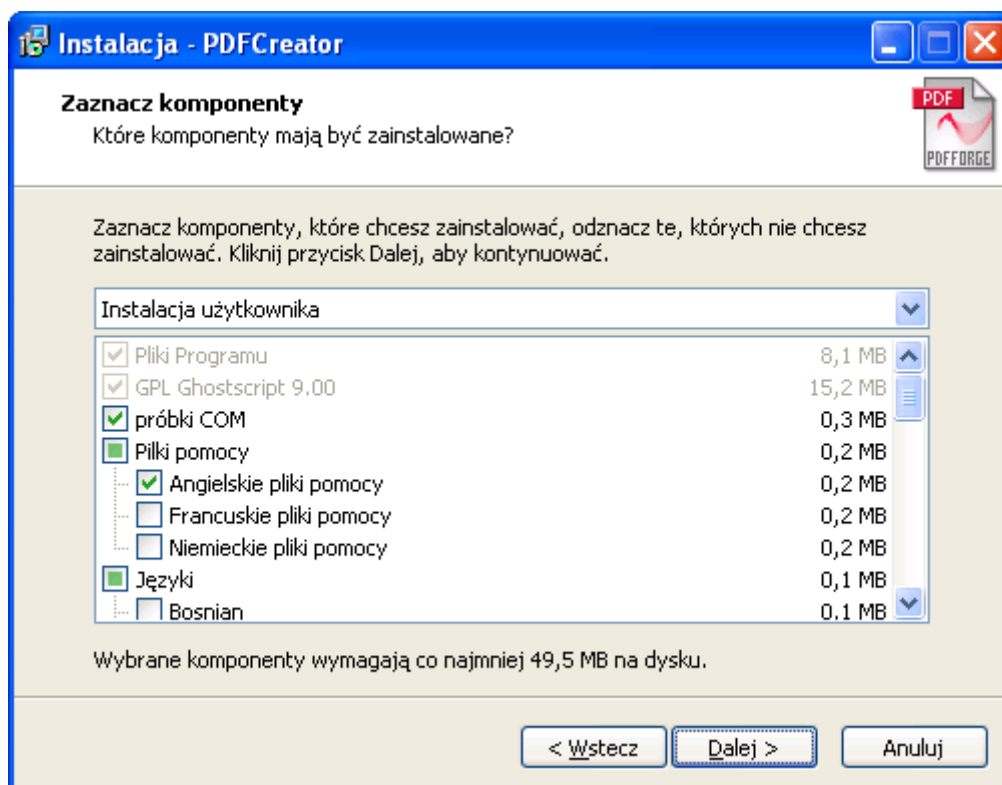 Instalacja - PDFCreator
Zaznacz komponenty
Które komponenty mają być zainstalowane?
PDF
PDFFORGE
Zaznacz komponenty, które chcesz zainstalować, odznacz te, których nie chcesz
zainstalować. Kliknij przycisk Dalej, aby kontynuować.
Instalacja użytkownika
Pliki Programu 8,1 MB
GPL Ghostscript 9.00 15,2 MB
próbki COM 0,3 MB
Pilki pomocy 0,2 MB
Angielskie pliki pomocy 0,2 MB
Francuskie pliki pomocy 0,2 MB
Niemieckie pliki pomocy 0,2 MB
Języki 0,1 MB
Bosnian 0,1 MB
Wybrane komponenty wymagają co najmniej 49,5 MB na dysku.
< Wstecz Dalej > Anuluj